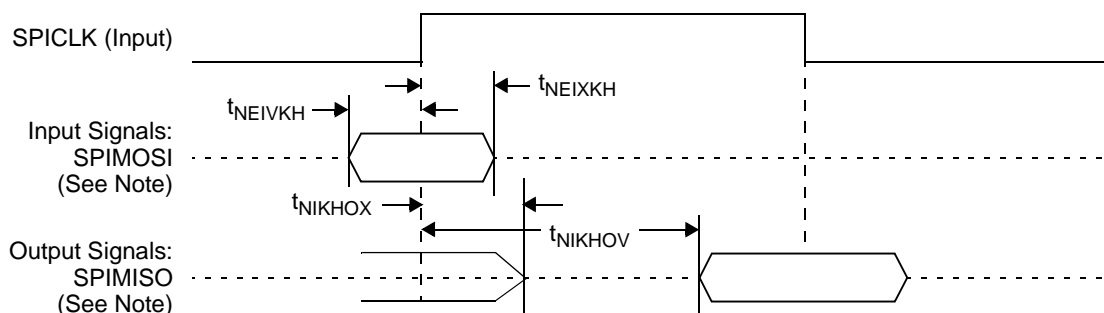 SPICLK (Input)
tNEIXKH
tNEIVKH
Input Signals:
SPIMOSI
(See Note)
tNIKHOX
tNIKHOV
Output Signals:
SPIMISO
(See Note)